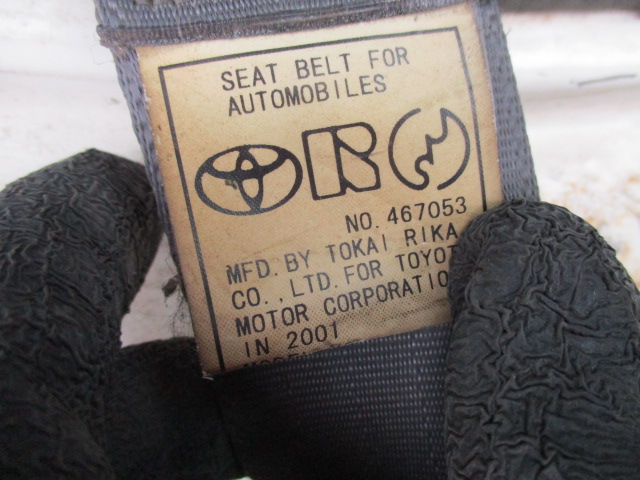 SEAT BELT FOR
AUTOMOBILES
NO. 467053
MFD. BY TOKAI RIKA
CO., LTD. FOR TOYOT
MOTOR CORPORATIO
IN 2001